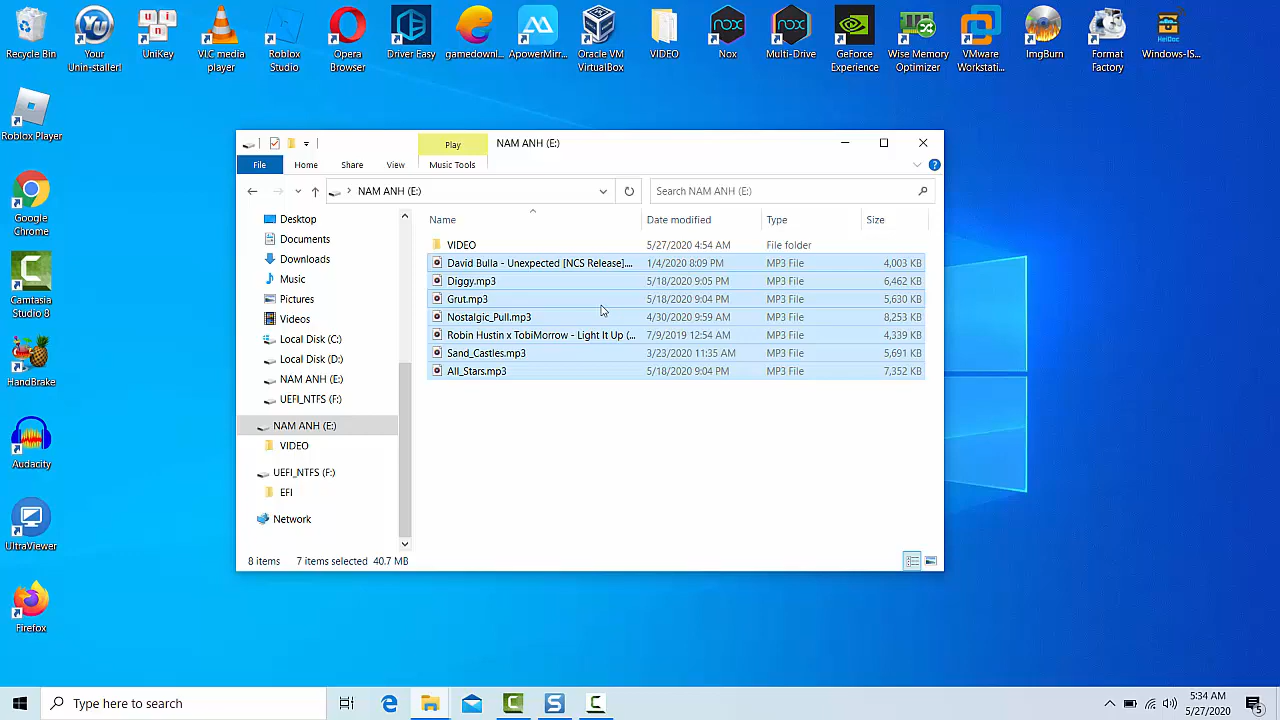 Recycle Bin
Your Unin-staller!
UniKey
VLC media player
Roblox Studio
Opera Browser
Driver Easy
gamedownl...
ApowerMirr...
Oracle VM VirtualBox
VIDEO
Nox
Multi-Drive
GeForce Experience
Wise Memory Optimizer
VMware Workstati...
ImgBurn
Format Factory
Windows-IS...
Roblox Player
Google Chrome
Camtasia Studio 8
HandBrake
Audacity
UltraViewer
Firefox
Play
NAM ANH (E:)
File
Home
Share
View
Music Tools
NAM ANH (E:)
Search NAM ANH (E:)
Desktop
Documents
Downloads
Music
Pictures
Videos
Local Disk (C:)
Local Disk (D:)
NAM ANH (E:)
UEFI_NTFS (F:)
NAM ANH (E:)
VIDEO
UEFI_NTFS (F:)
EFI
Network
Name Date modified Type Size
VIDEO 5/27/2020 4:54 AM File folder
David Bulla - Unexpected [NCS Release].... 1/4/2020 8:09 PM MP3 File 4,003 KB
Diggy.mp3 5/18/2020 9:05 PM MP3 File 6,462 KB
Grut.mp3 5/18/2020 9:04 PM MP3 File 5,630 KB
Nostalgic_Pull.mp3 4/30/2020 9:59 AM MP3 File 8,253 KB
Robin Hustin x TobiMorrow - Light It Up (... 7/9/2019 12:54 AM MP3 File 4,339 KB
Sand_Castles.mp3 3/23/2020 11:35 AM MP3 File 5,691 KB
All_Stars.mp3 5/18/2020 9:04 PM MP3 File 7,352 KB
8 items 7 items selected 40.7 MB
Type here to search
5:34 AM
5/27/2020
5